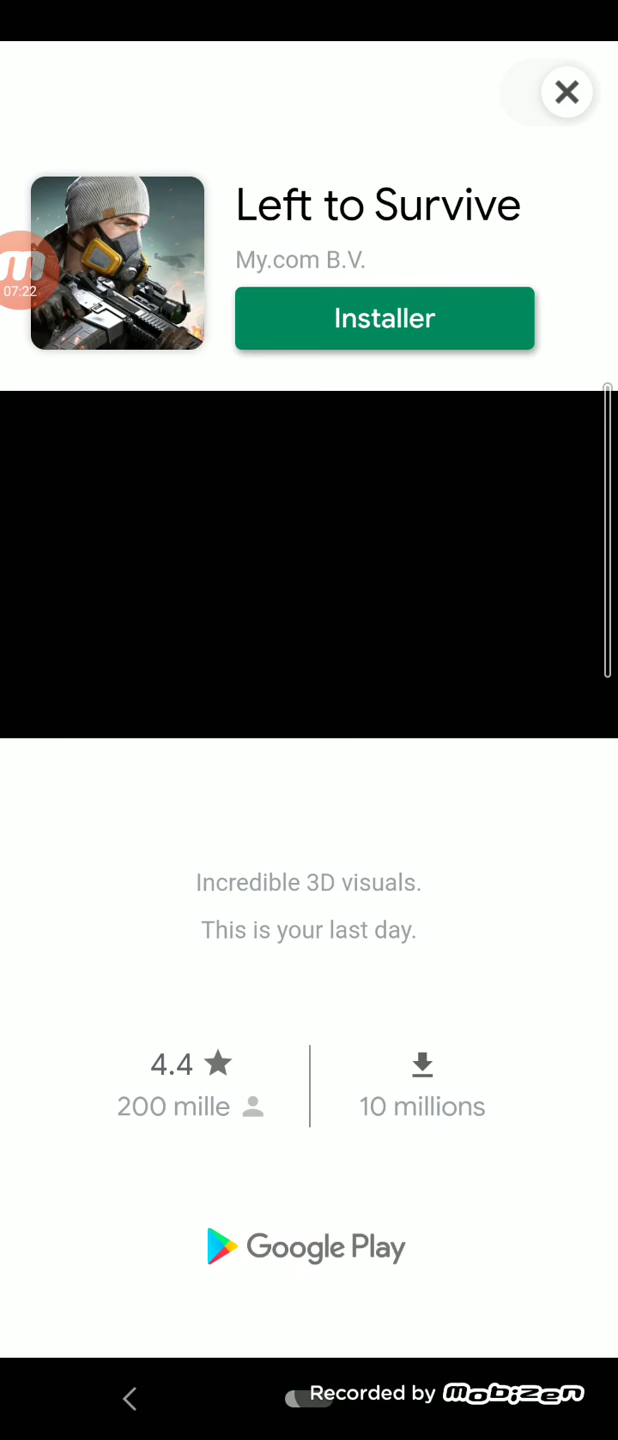 Left to Survive
My.com B.V.
m
07:22
Installer
Incredible 3D visuals.
This is your last day.
4.4
200 mille
10 millions
Google Play
Recorded by mobizen